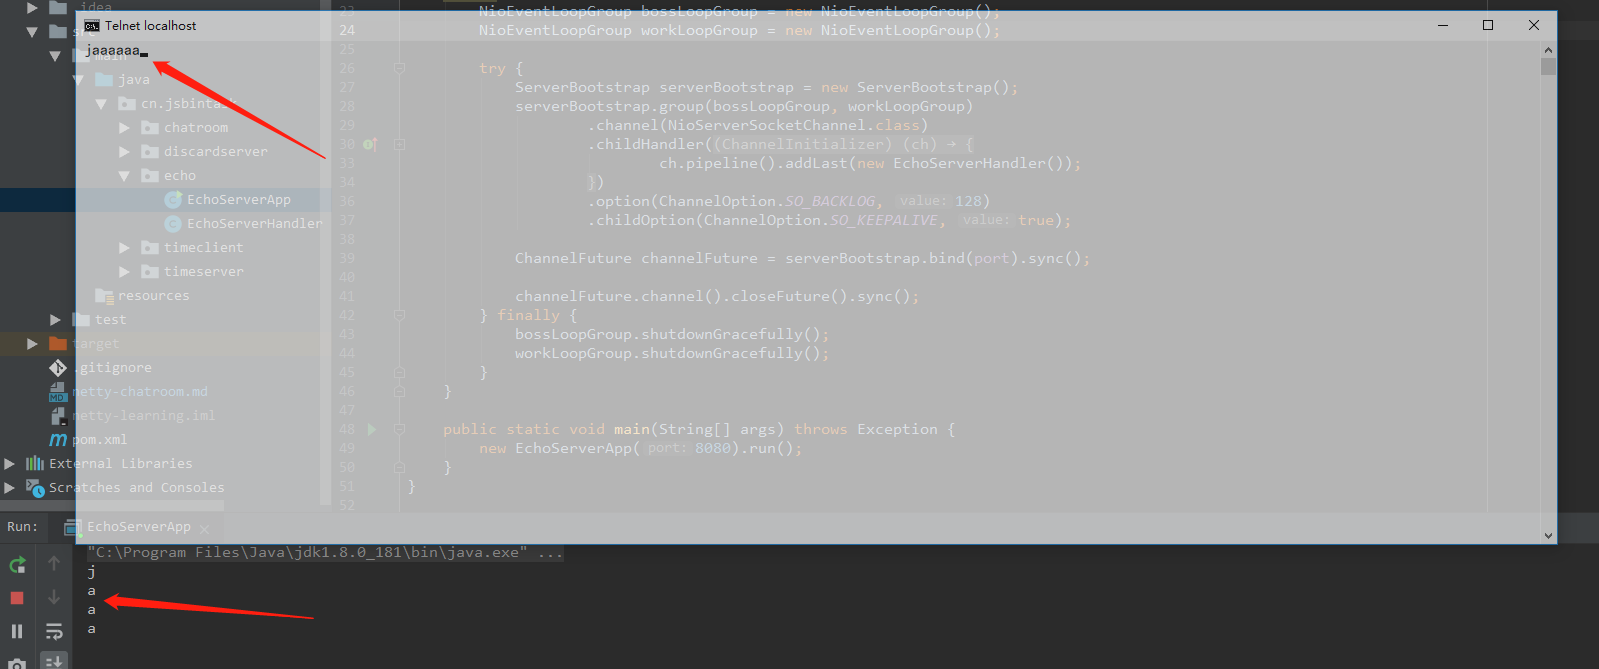 .idea
Telnet localhost
jaaaaaa
src
main
java
cn.jsbintask
chatroom
discardserver
echo
EchoServerApp
EchoServerHandler
timeclient
timeserver
resources
test
target
.gitignore
netty-chatroom.md
netty-learning.iml
pom.xml
External Libraries
Scratches and Consoles
23 NioEventLoopGroup bossLoopGroup = new NioEventLoopGroup();
24 NioEventLoopGroup workLoopGroup = new NioEventLoopGroup();
25
26 try {
27 ServerBootstrap serverBootstrap = new ServerBootstrap();
28 serverBootstrap.group(bossLoopGroup, workLoopGroup)
29 .channel(NioServerSocketChannel.class)
30 .childHandler((ChannelInitializer) (ch) → {
33 ch.pipeline().addLast(new EchoServerHandler());
34 })
36 .option(ChannelOption.SO_BACKLOG, value: 128)
37 .childOption(ChannelOption.SO_KEEPALIVE, value: true);
38
39 ChannelFuture channelFuture = serverBootstrap.bind(port).sync();
40
41 channelFuture.channel().closeFuture().sync();
42 } finally {
43 bossLoopGroup.shutdownGracefully();
44 workLoopGroup.shutdownGracefully();
45 }
46 }
47
48 public static void main(String[] args) throws Exception {
49 new EchoServerApp( port: 8080).run();
50 }
51 }
52
Run: EchoServerApp
"C:\Program Files\Java\jdk1.8.0_181\bin\java.exe" ...
j
a
a
a